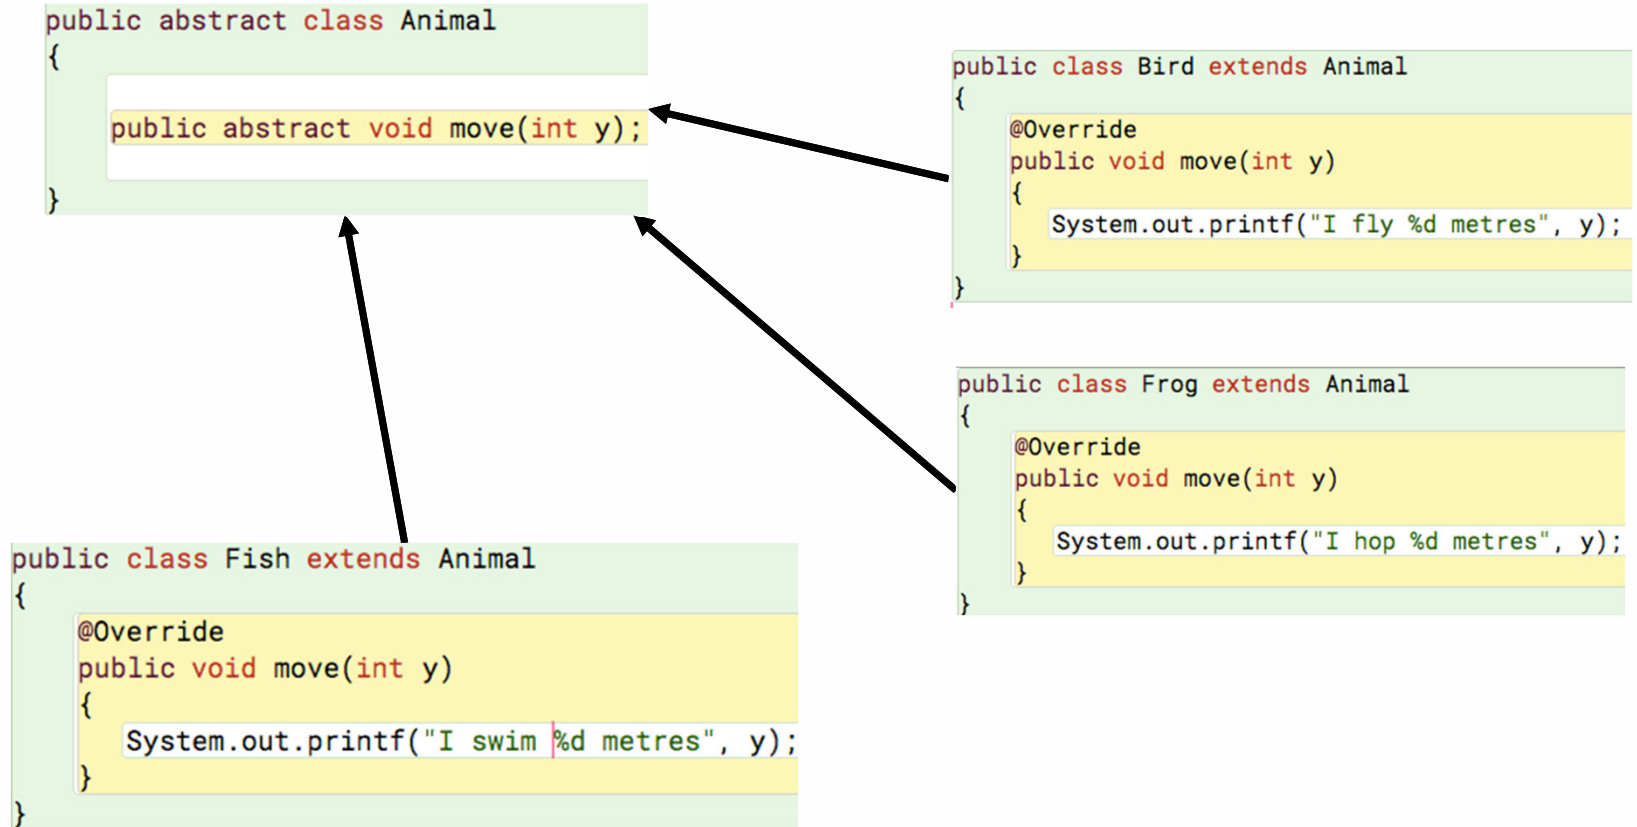 public abstract class Animal
{
public abstract void move(int y);
}
public class Bird extends Animal
{
@Override
public void move(int y)
{
System.out.printf("I fly %d metres", y);
}
}
public class Frog extends Animal
{
@Override
public void move(int y)
{
System.out.printf("I hop %d metres", y);
}
}
public class Fish extends Animal
{
@Override
public void move(int y)
{
System.out.printf("I swim %d metres", y);
}
}